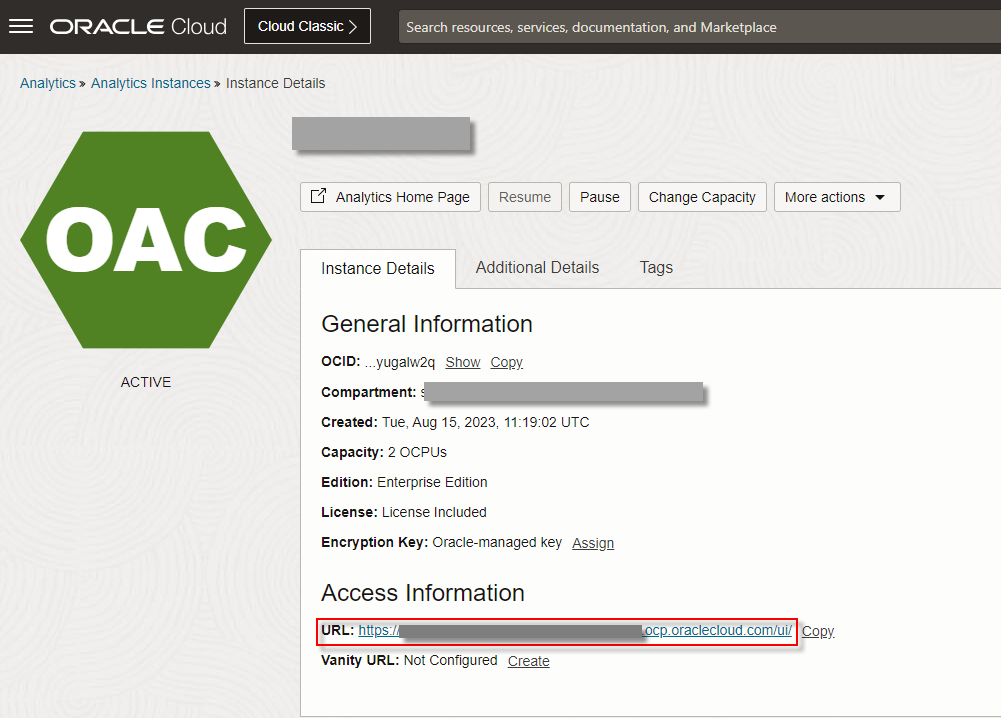 ORACLE Cloud Cloud Classic > Search resources, services, documentation, and Marketplace
Analytics » Analytics Instances » Instance Details
OAC
ACTIVE
Analytics Home Page Resume Pause Change Capacity More actions
Instance Details Additional Details Tags
General Information
OCID: ...yugalw2q Show Copy
Compartment:
Created: Tue, Aug 15, 2023, 11:19:02 UTC
Capacity: 2 OCPUs
Edition: Enterprise Edition
License: License Included
Encryption Key: Oracle-managed key Assign
Access Information
URL: https:// .ocp.oraclecloud.com/ui/ Copy
Vanity URL: Not Configured Create